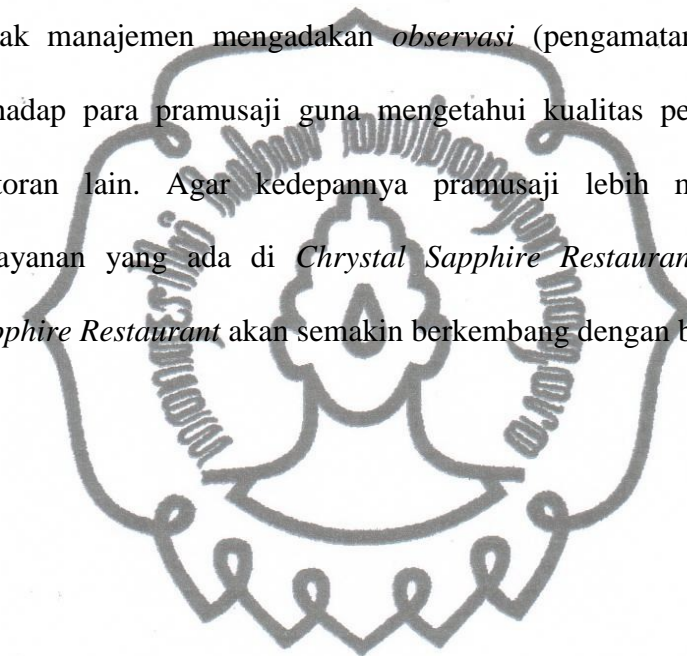 ak manajemen mengadakan observasi (pengamatan
hadap para pramusaji guna mengetahui kualitas pe
toran lain. Agar kedepannya pramusaji lebih m
ayanan yang ada di Chrystal Sapphire Restauran
pphire Restaurant akan semakin berkembang dengan b